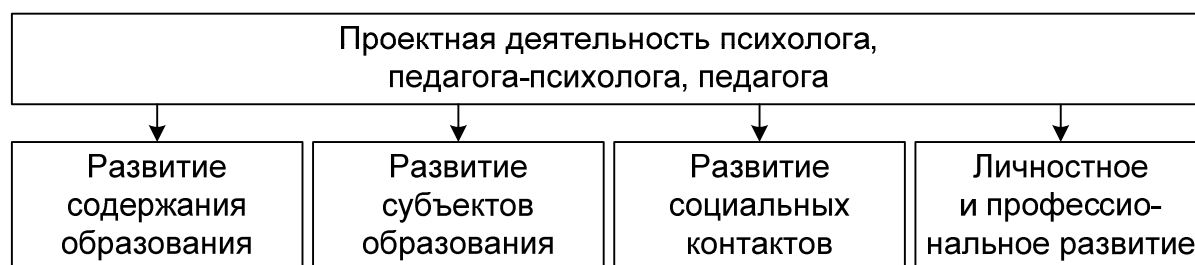 Проектная деятельность психолога,
педагога-психолога, педагога
Развитие
содержания
образования
Развитие
субъектов
образования
Развитие
социальных
контактов
Личностное
и профессио-
нальное развитие